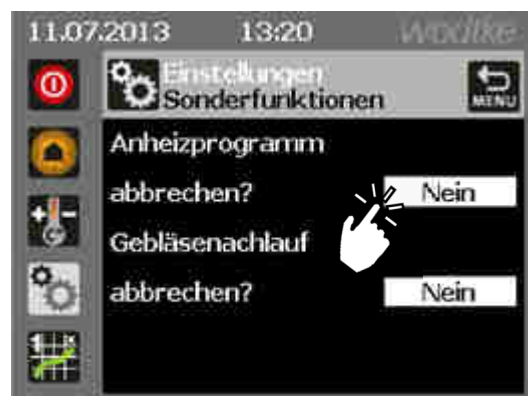 11.07.2013 13:20 wodtke
Einstellungen
Sonderfunktionen
MENU
Anheizprogramm
abbrechen? Nein
Gebläsenachlauf
abbrechen? Nein